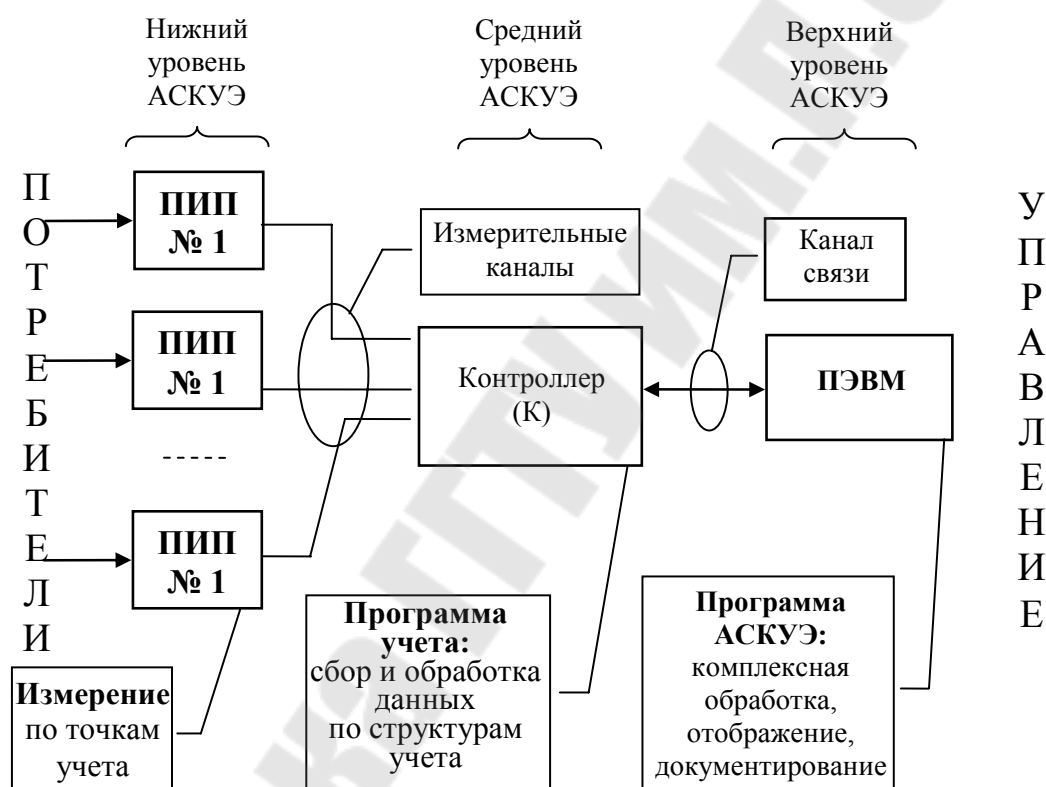 Нижний
уровень
АСКУЭ
Средний
уровень
АСКУЭ
Верхний
уровень
АСКУЭ
ПОТРЕБИТЕЛИ
ПИП
№ 1
ПИП
№ 1
-----
ПИП
№ 1
Измерительные
каналы
Контроллер
(К)
Канал
связи
ПЭВМ
УПРАВЛЕНИЕ
Измерение
по точкам
учета
Программа
учета:
сбор и обработка
данных
по структурам
учета
Программа
АСКУЭ:
комплексная
обработка,
отображение,
документирование